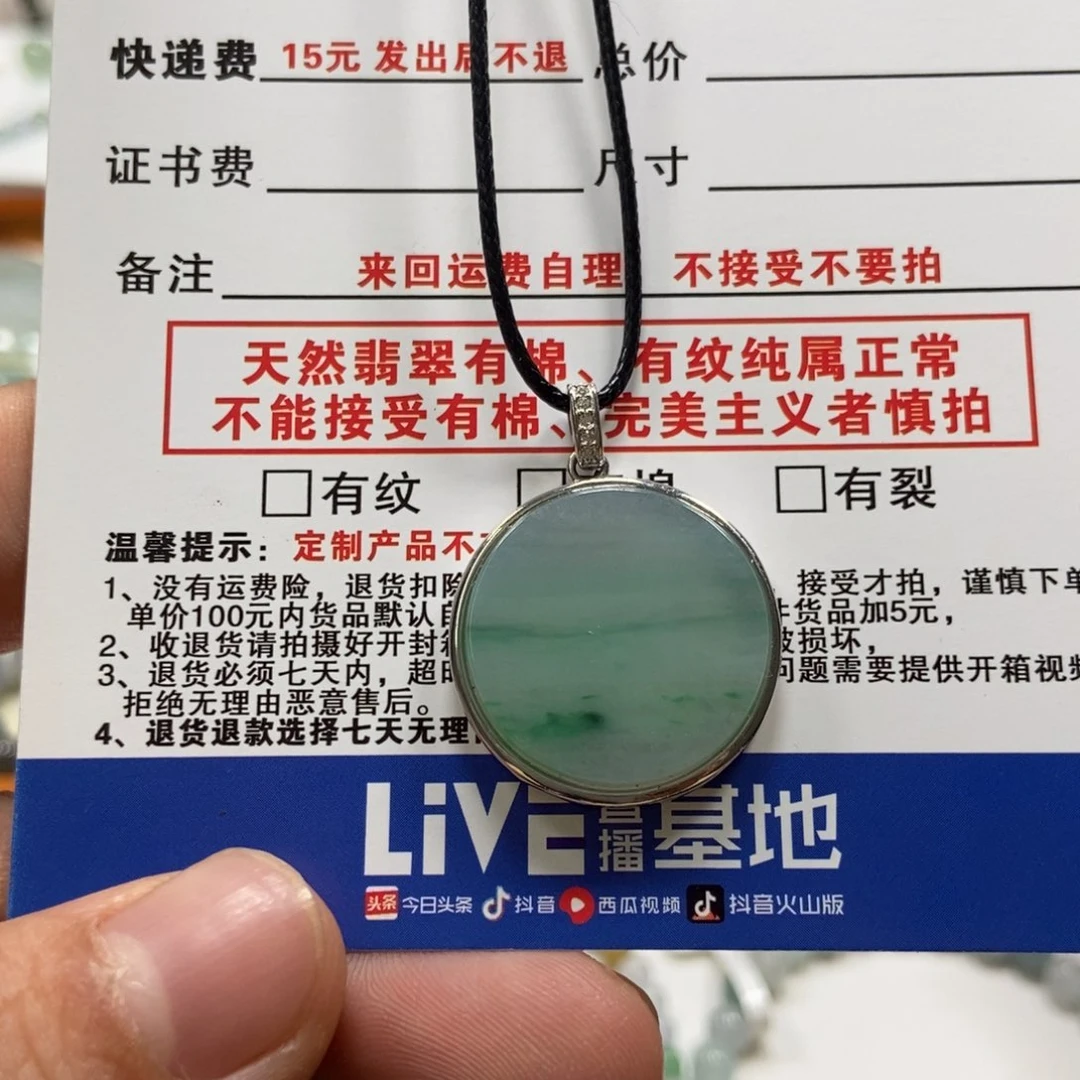 快递费 15元 发出后不退 总价
证书费 尺寸
备注 来回运费自理 不接受不要拍
天然翡翠有棉、有纹纯属正常
不能接受有棉、完美主义者慎拍
有纹 有棉 有裂
温馨提示：定制产品不
1、没有运费险，退货扣除 接受才拍，谨慎下单
单价100元内货品默认自 货品加5元，
2、收退货请拍摄好开封 损坏，
3、退货必须七天内，超时 问题需要提供开箱视频
拒绝无理由恶意售后。
4、退货退款选择七天无理
LiVE直播基地
头条 今日头条 抖音 西瓜视频 抖音火山版